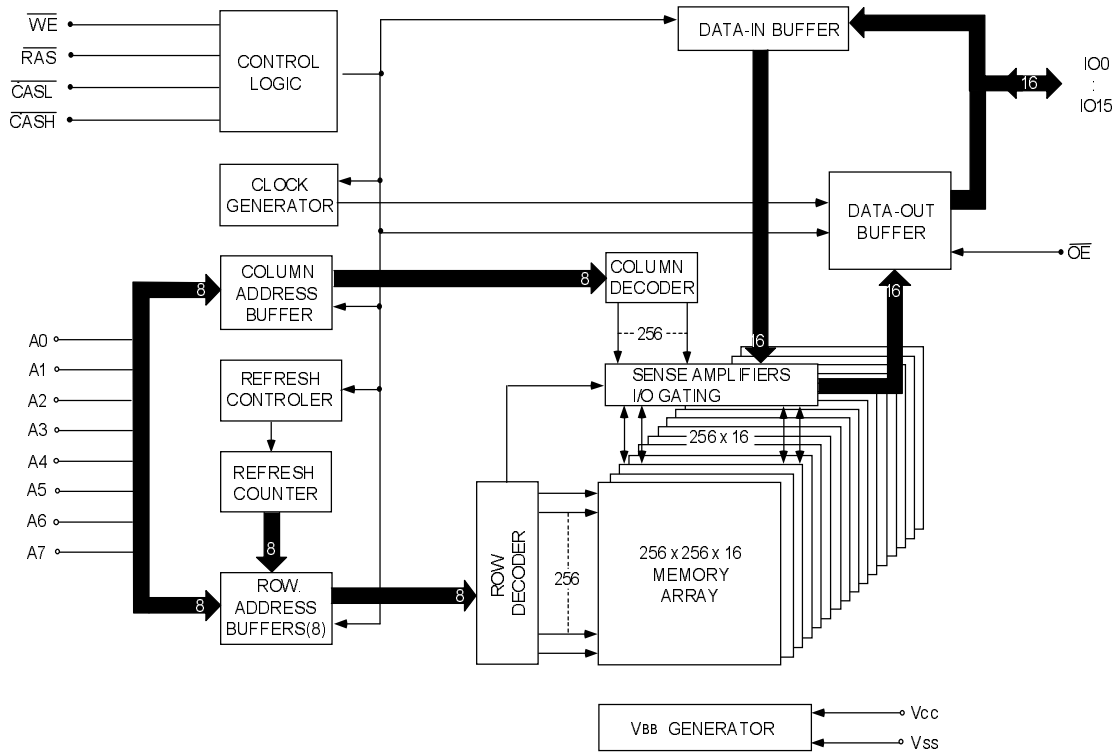 WE
RAS
CASL
CASH
CONTROL
LOGIC
DATA-IN BUFFER
16
IO0
:
IO15
CLOCK
GENERATOR
DATA-OUT
BUFFER
OE
8
COLUMN
ADDRESS
BUFFER
8
COLUMN
DECODER
256
16
16
A0
A1
A2
A3
A4
A5
A6
A7
REFRESH
CONTROLER
SENSE AMPLIFIERS
I/O GATING
256 x 16
REFRESH
COUNTER
8
8
ROW.
ADDRESS
BUFFERS(8)
8
ROW
DECODER
256
256 x 256 x 16
MEMORY
ARRAY
VBB GENERATOR
Vcc
Vss